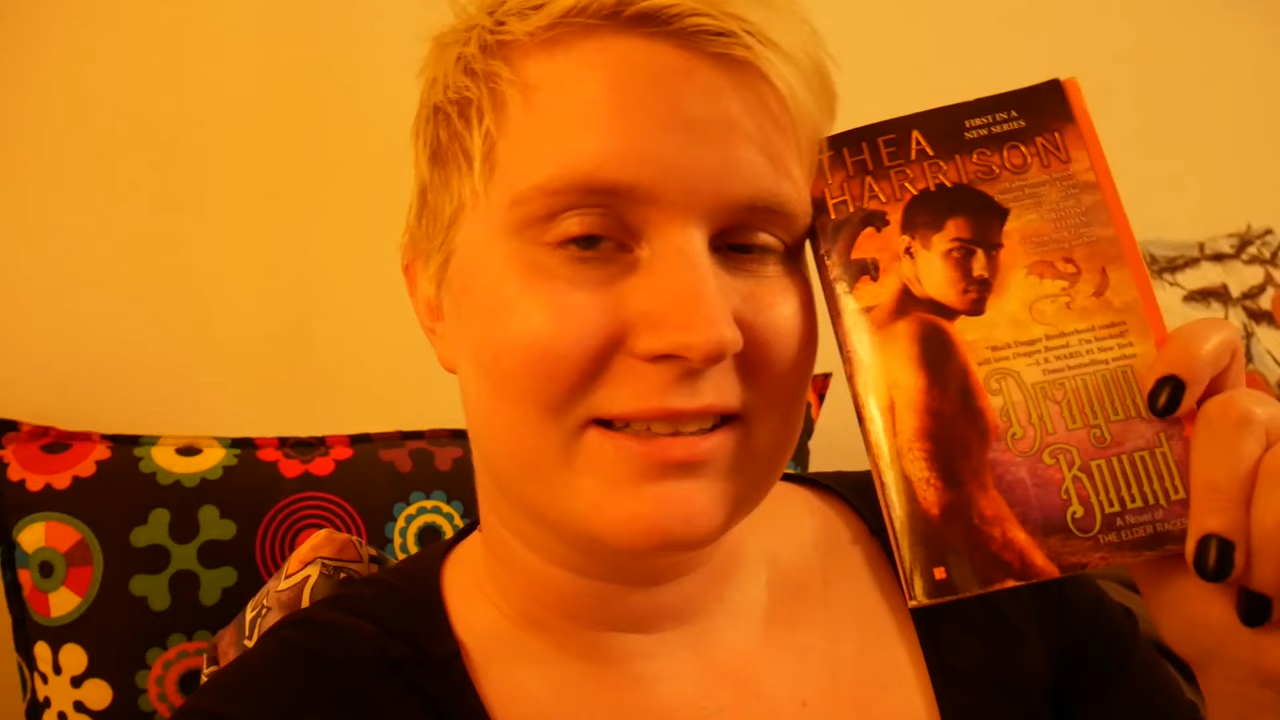 FIRST IN A
NEW SERIES
THEA
HARRISON
"Black Dagger Brotherhood readers
will love Dragon Bound...I'm hooked!"
—J. R. WARD, #1 New York
Times bestselling author
Dragon
Bound
A Novel of
THE ELDER RACES